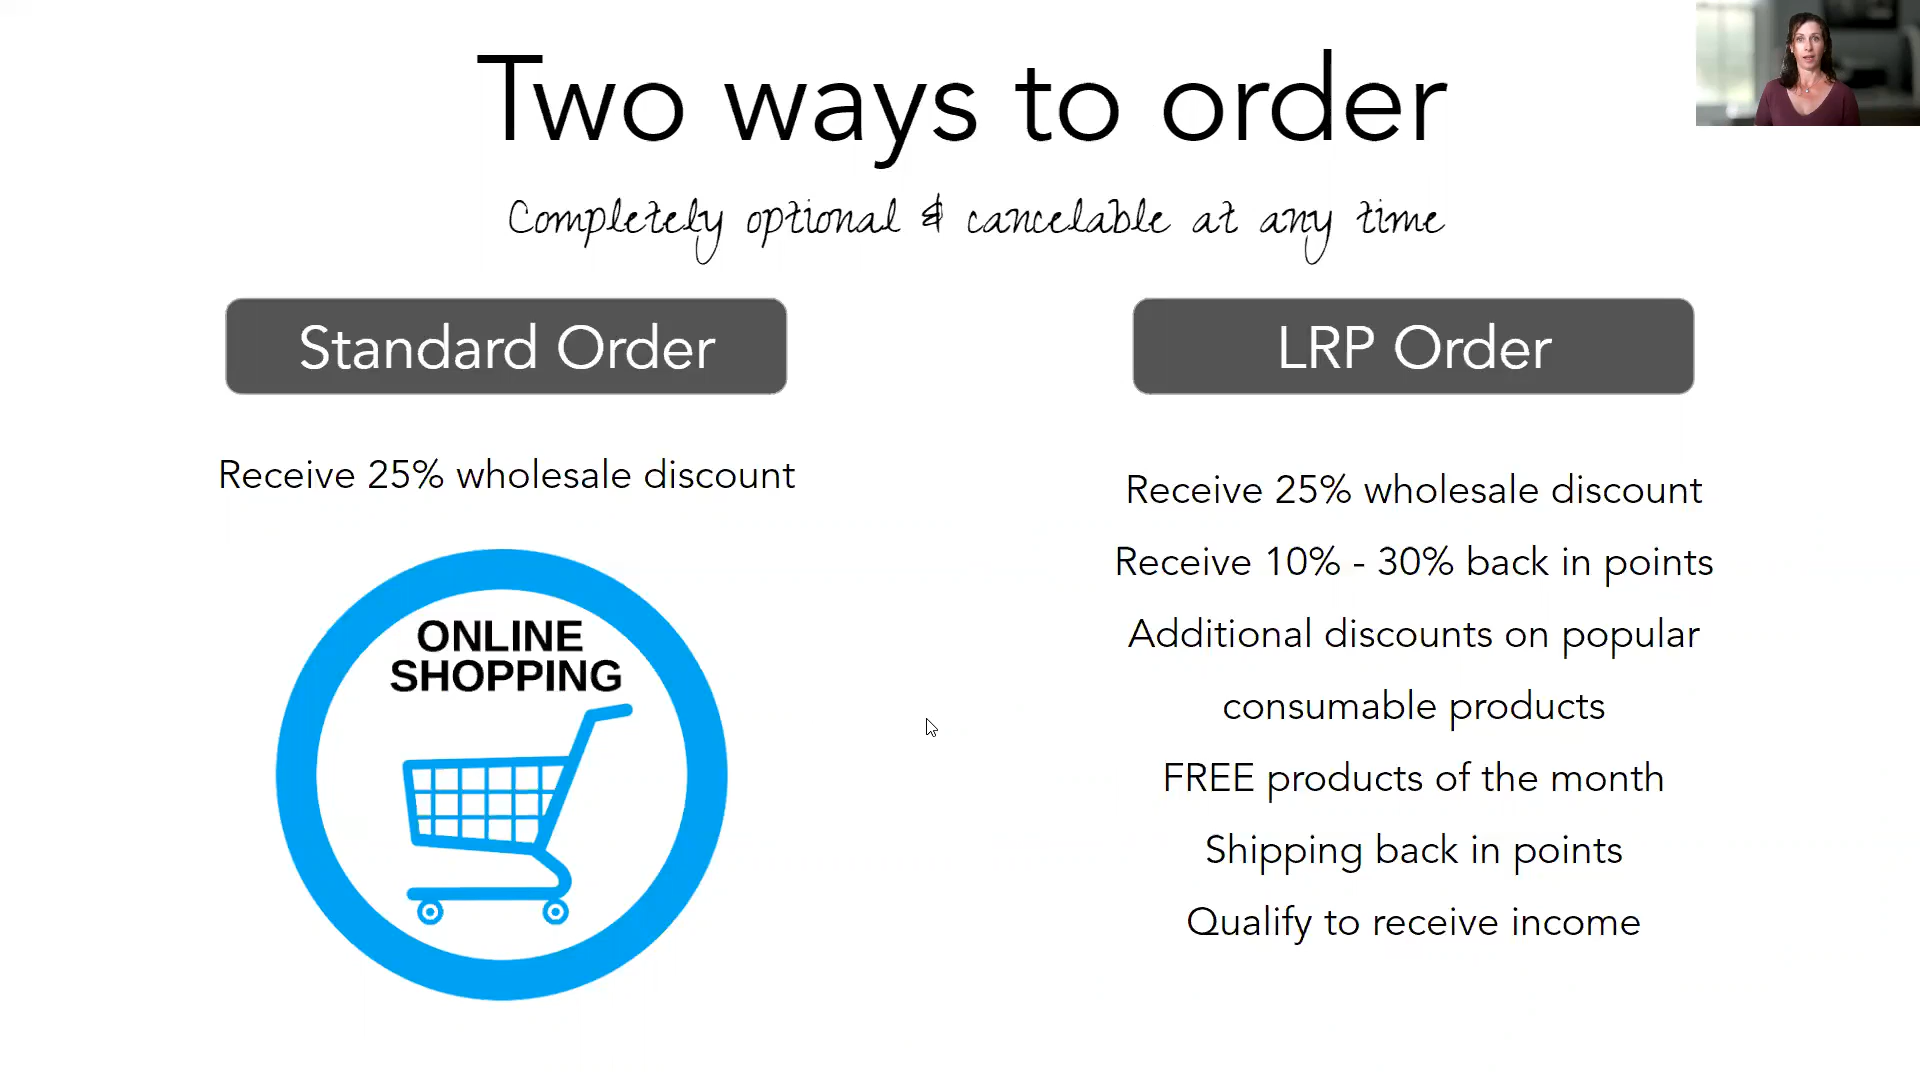 Two ways to order
Completely optional & cancelable at any time
Standard Order
Receive 25% wholesale discount
ONLINE
SHOPPING
LRP Order
Receive 25% wholesale discount
Receive 10% - 30% back in points
Additional discounts on popular
consumable products
FREE products of the month
Shipping back in points
Qualify to receive income